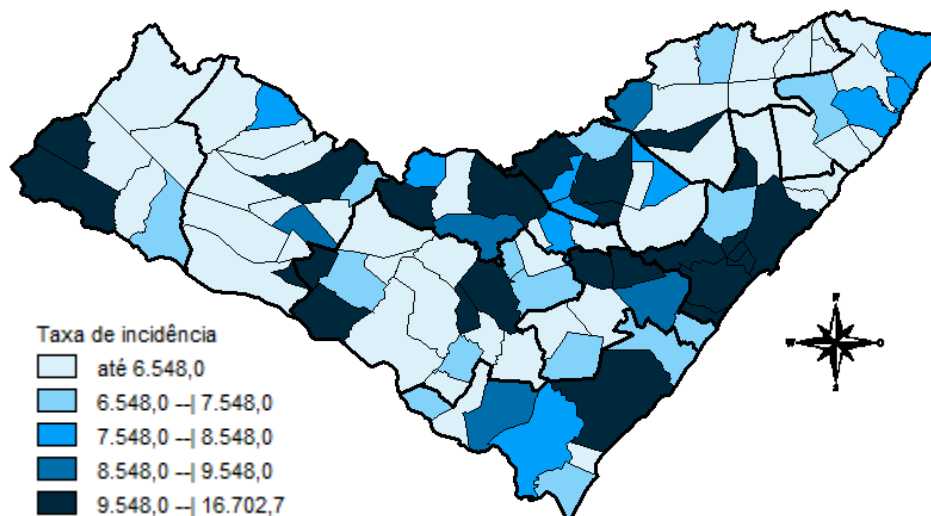 Taxa de incidência
até 6.548,0
6.548,0 --| 7.548,0
7.548,0 --| 8.548,0
8.548,0 --| 9.548,0
9.548,0 --| 16.702,7